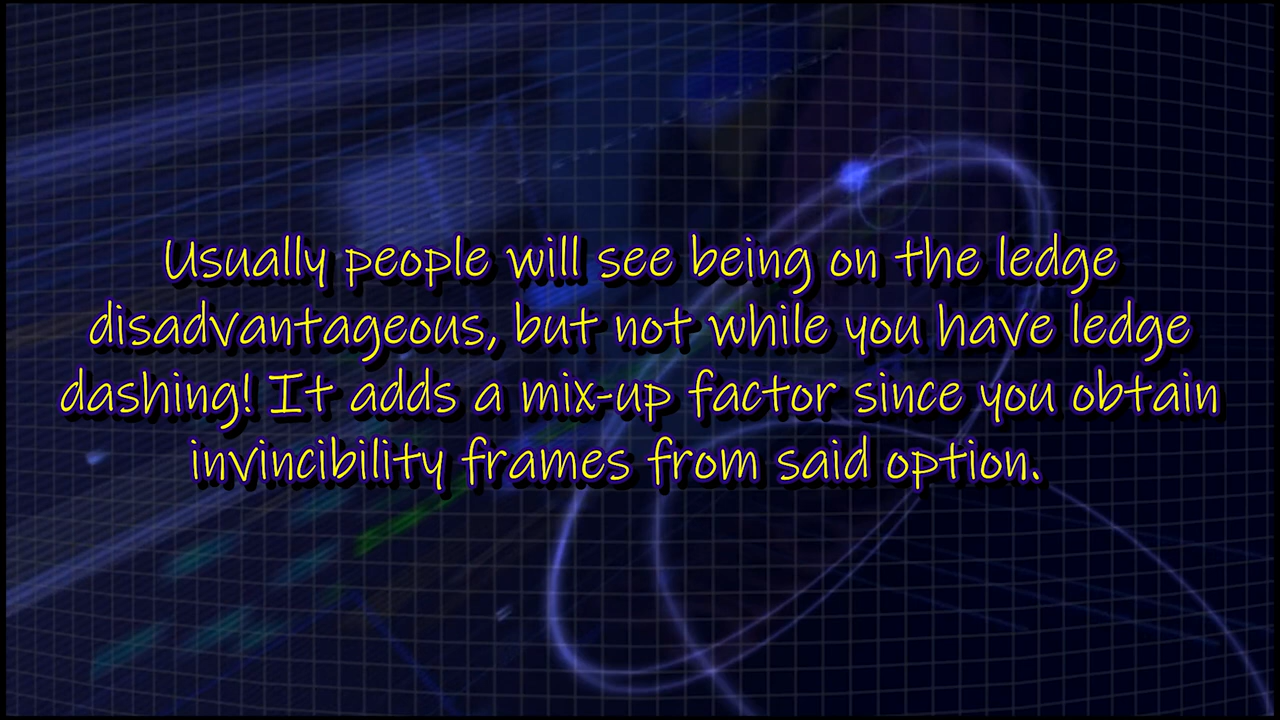 Usually people will see being on the ledge
disadvantageous, but not while you have ledge
dashing! It adds a mix-up factor since you obtain
invincibility frames from said option.